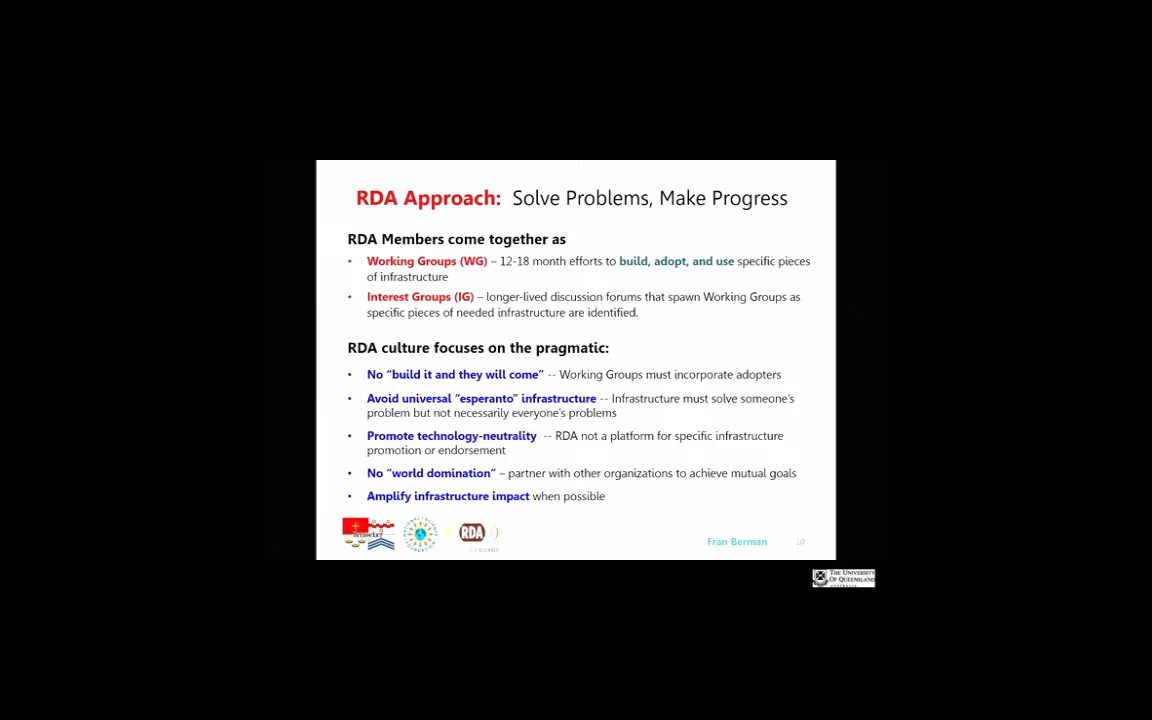 RDA Approach: Solve Problems, Make Progress
RDA Members come together as
• Working Groups (WG) – 12-18 month efforts to build, adopt, and use specific pieces
of infrastructure
• Interest Groups (IG) – longer-lived discussion forums that spawn Working Groups as
specific pieces of needed infrastructure are identified.
RDA culture focuses on the pragmatic:
• No “build it and they will come” -- Working Groups must incorporate adopters
• Avoid universal “esperanto” infrastructure -- Infrastructure must solve someone’s
problem but not necessarily everyone’s problems
• Promote technology-neutrality -- RDA not a platform for specific infrastructure
promotion or endorsement
• No “world domination” – partner with other organizations to achieve mutual goals
• Amplify infrastructure impact when possible
RDA
Fran Berman
THE UNIVERSITY
OF QUEENSLAND
AUSTRALIA